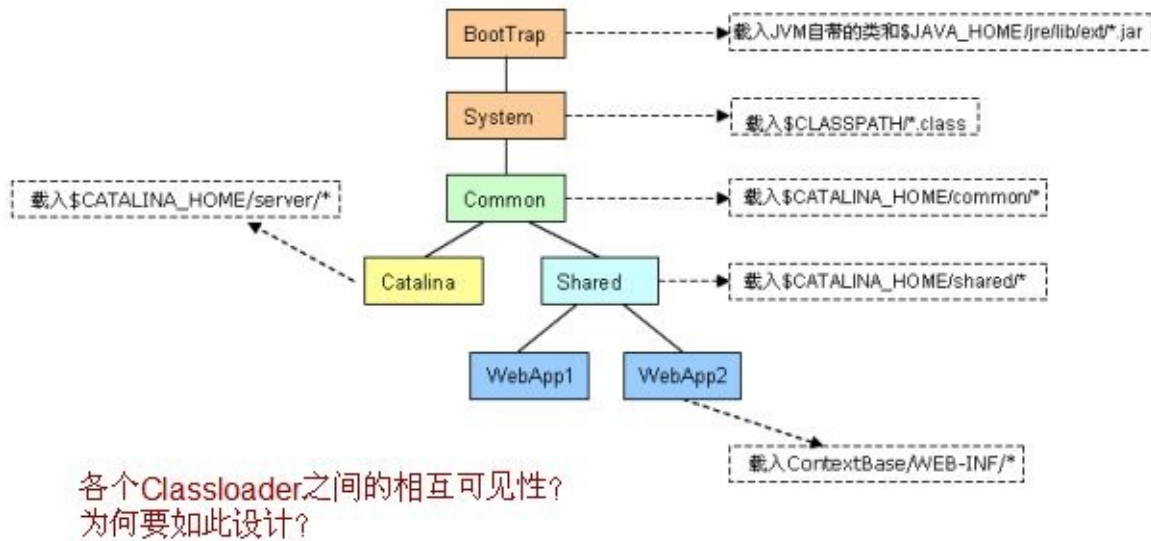 BootTrap
载入JVM自带的类和$JAVA_HOME/jre/lib/ext/*.jar
System
载入$CLASSPATH/*.class
载入$CATALINA_HOME/server/*
Common
载入$CATALINA_HOME/common/*
Catalina
Shared
载入$CATALINA_HOME/shared/*
WebApp1
WebApp2
载入ContextBase/WEB-INF/*
各个Classloader之间的相互可见性?
为何要如此设计?